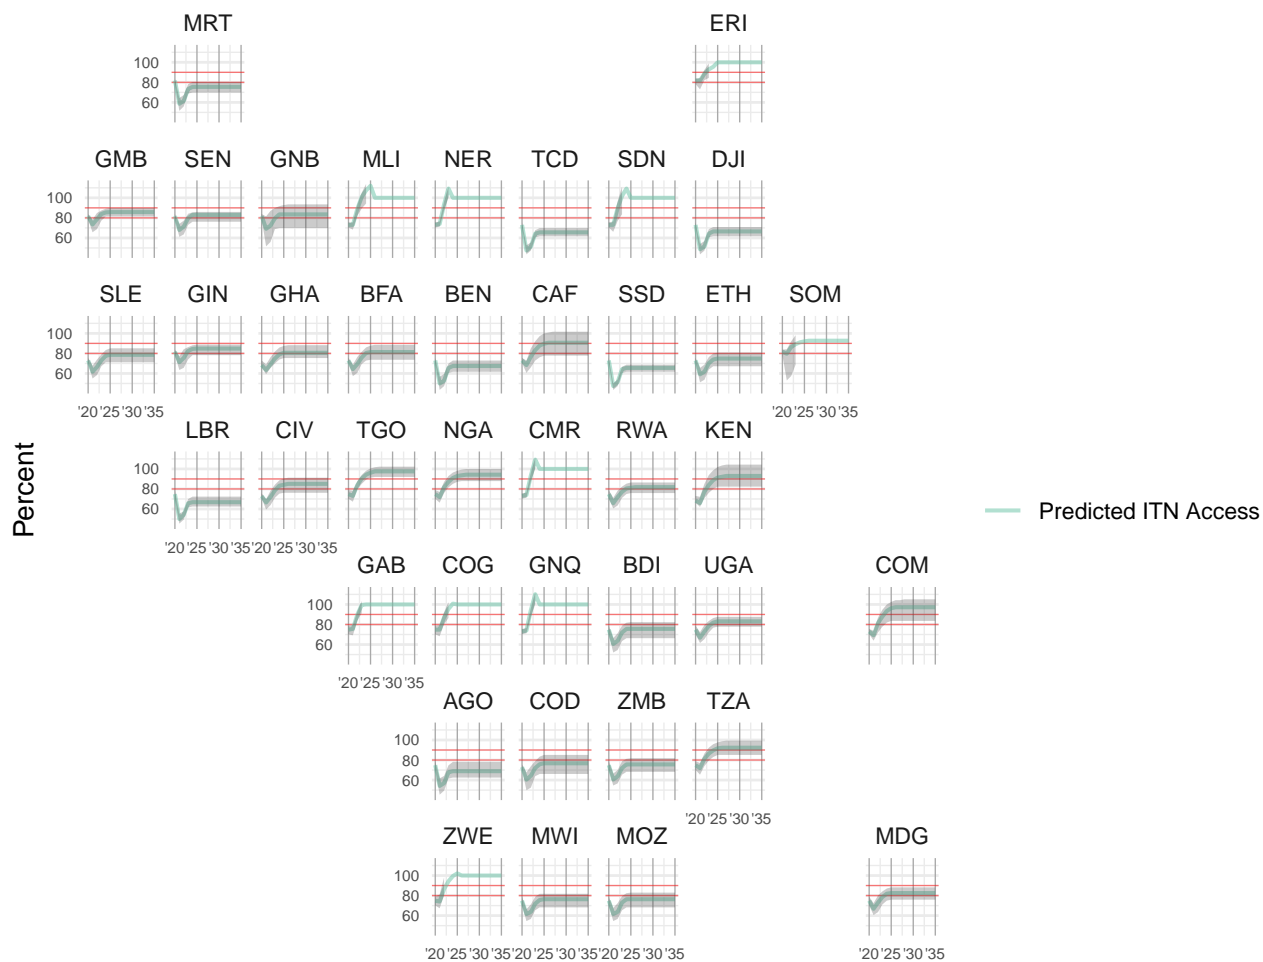 MRT ERI
100
80
60
GMB SEN GNB MLI NER TCD SDN DJI
100
80
60
SLE GIN GHA BFA BEN CAF SSD ETH SOM
100
80
60
'20 '25 '30 '35 '20 '25 '30 '35
LBR CIV TGO NGA CMR RWA KEN
100
80
60
'20 '25 '30 '35 '20 '25 '30 '35
GAB COG GNQ BDI UGA COM
100
80
60
'20 '25 '30 '35
AGO COD ZMB TZA
100
80
60
'20 '25 '30 '35
ZWE MWI MOZ MDG
100
80
60
'20 '25 '30 '35 '20 '25 '30 '35 '20 '25 '30 '35 '20 '25 '30 '35
Percent
Predicted ITN Access